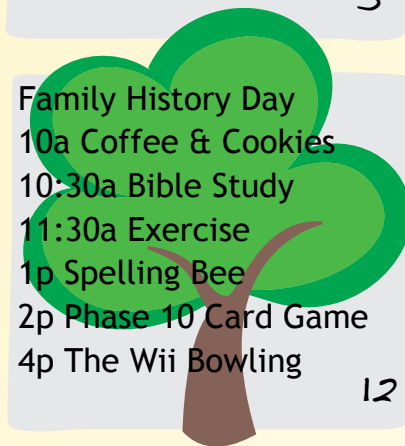 Family History Day
10a Coffee & Cookies
10:30a Bible Study
11:30a Exercise
1p Spelling Bee
2p Phase 10 Card Game
4p The Wii Bowling
12